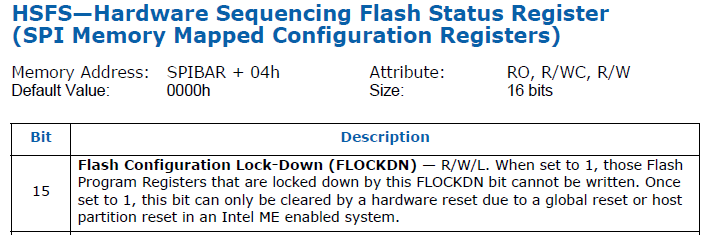 HSFS—Hardware Sequencing Flash Status Register
(SPI Memory Mapped Configuration Registers)
Memory Address: SPIBAR + 04h Attribute: RO, R/WC, R/W
Default Value: 0000h Size: 16 bits
Bit Description
Flash Configuration Lock-Down (FLOCKDN) — R/W/L. When set to 1, those Flash
Program Registers that are locked down by this FLOCKDN bit cannot be written. Once
15 set to 1, this bit can only be cleared by a hardware reset due to a global reset or host
partition reset in an Intel ME enabled system.